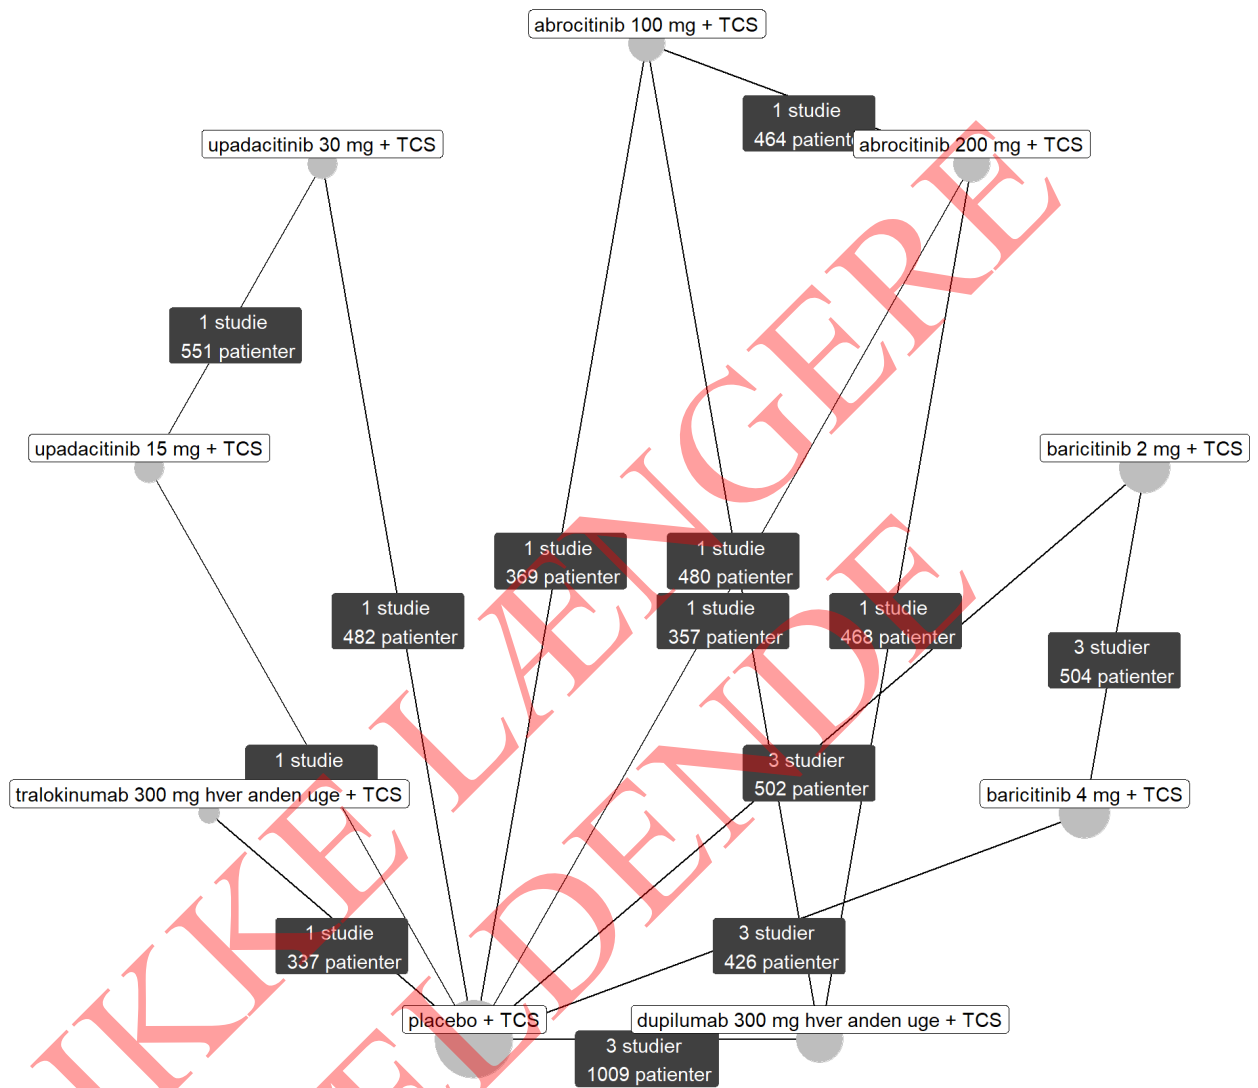 abrocitinib 100 mg + TCS
1 studie
464 patient
abrocitinib 200 mg + TCS
upadacitinib 30 mg + TCS
1 studie
551 patienter
upadacitinib 15 mg + TCS
baricitinib 2 mg + TCS
1 studie
369 patienter
1 studie
480 patienter
1 studie
482 patienter
1 studie
357 patienter
1 studie
468 patienter
3 studier
504 patienter
1 studie
3 studier
502 patienter
tralokinumab 300 mg hver anden uge + TCS
baricitinib 4 mg + TCS
1 studie
337 patienter
3 studier
426 patienter
placebo + TCS
dupilumab 300 mg hver anden uge + TCS
3 studier
1009 patienter
IKKE LÆNGERE
ELDENDE